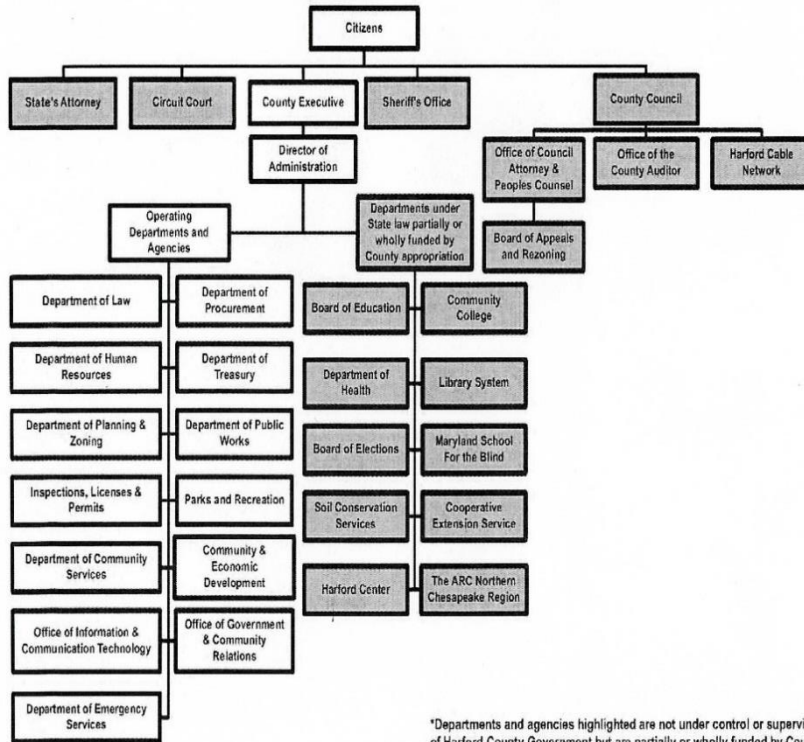 Citizens
State's Attorney
Circuit Court
County Executive
Sheriff's Office
County Council
Director of
Administration
Office of Council
Attorney &
Peoples Counsel
Office of the
County Auditor
Harford Cable
Network
Board of Appeals
and Rezoning
Operating
Departments and
Agencies
Departments under
State law partially or
wholly funded by
County appropriation
Department of Law
Department of
Procurement
Department of Human
Resources
Department of
Treasury
Department of Planning &
Zoning
Department of Public
Works
Inspections, Licenses &
Permits
Parks and Recreation
Department of Community
Services
Community &
Economic
Development
Office of Information &
Communication Technology
Office of Government
& Community
Relations
Department of Emergency
Services
Board of Education
Community
College
Department of
Health
Library System
Board of Elections
Maryland School
For the Blind
Soil Conservation
Services
Cooperative
Extension Service
Harford Center
The ARC Northern
Chesapeake Region
*Departments and agencies highlighted are not under control or supervi
of Harford County Government but are partially or wholly funded by Cou